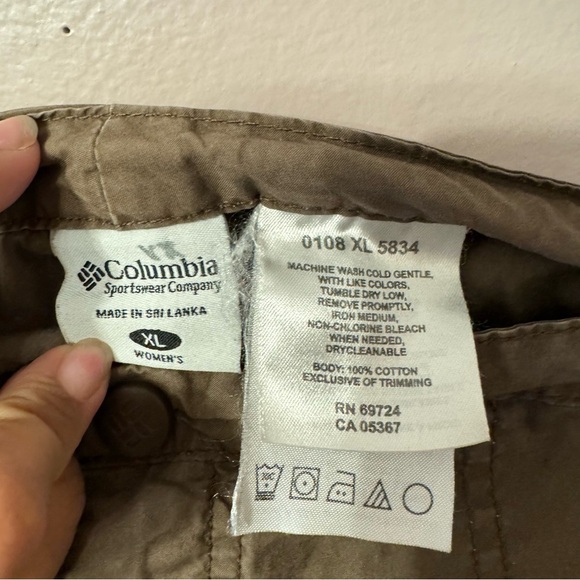 Columbia
Sportswear Company
MADE IN SRI LANKA
XL
WOMEN'S
0108 XL 5834
MACHINE WASH COLD GENTLE,
WITH LIKE COLORS,
TUMBLE DRY LOW,
REMOVE PROMPTLY,
IRON MEDIUM,
NON-CHLORINE BLEACH
WHEN NEEDED,
DRYCLEANABLE
BODY: 100% COTTON
EXCLUSIVE OF TRIMMING
RN 69724
CA 05367